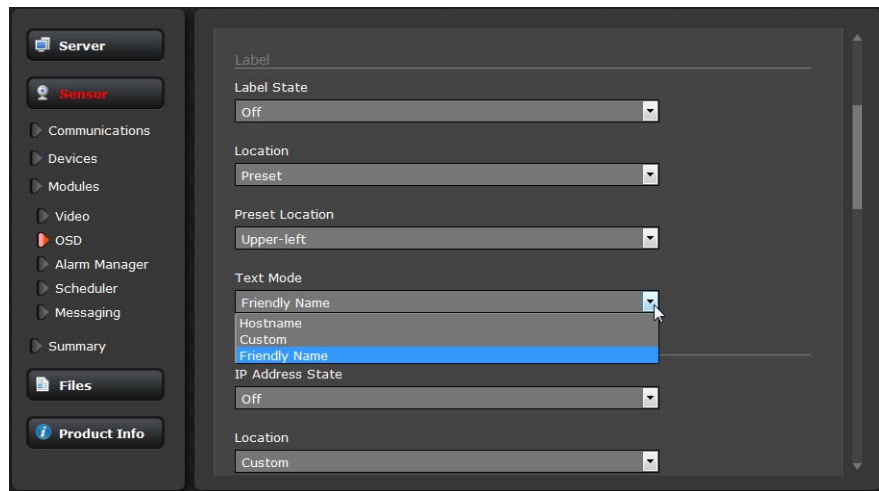 Server
Sensor
Communications
Devices
Modules
Video
OSD
Alarm Manager
Scheduler
Messaging
Summary
Files
Product Info
Label
Label State
Off
Location
Preset
Preset Location
Upper-left
Text Mode
Friendly Name
Hostname
Custom
Friendly Name
IP Address State
Off
Location
Custom